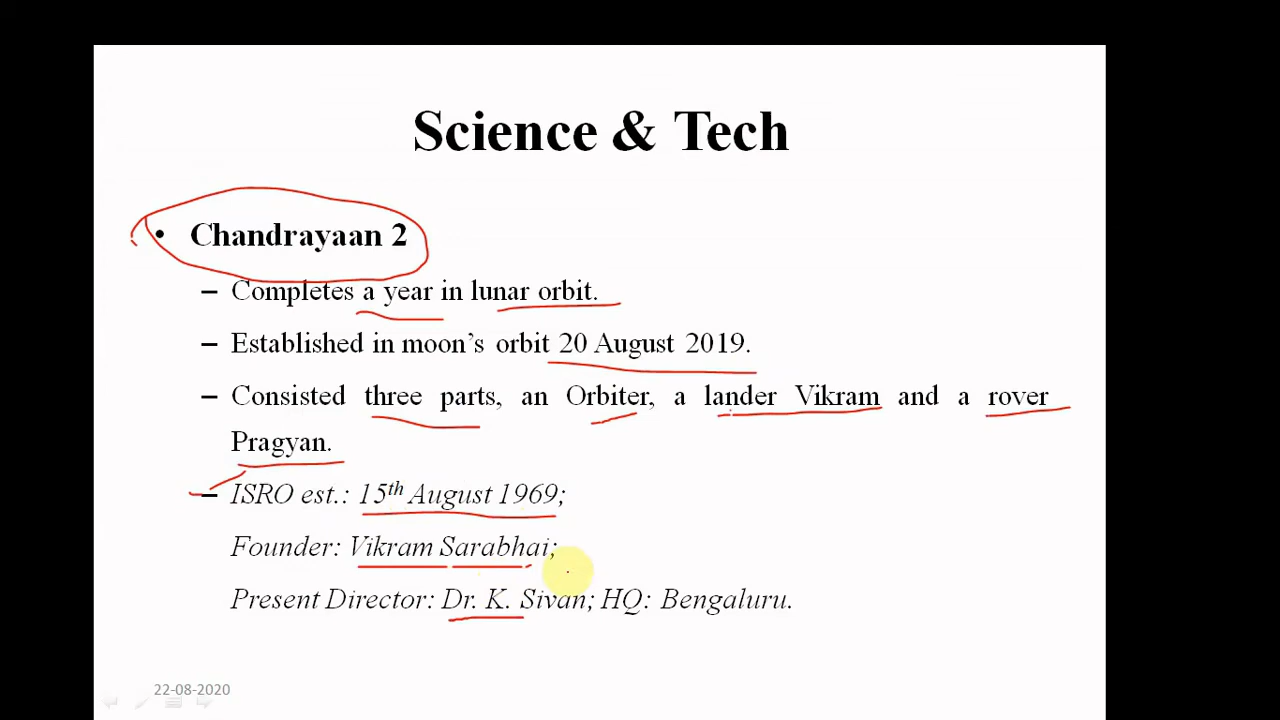 Science & Tech
• Chandrayaan 2
– Completes a year in lunar orbit.
– Established in moon's orbit 20 August 2019.
– Consisted three parts, an Orbiter, a lander Vikram and a rover
Pragyan.
– ISRO est.: 15th August 1969;
Founder: Vikram Sarabhai;
Present Director: Dr. K. Sivan; HQ: Bengaluru.
22-08-2020